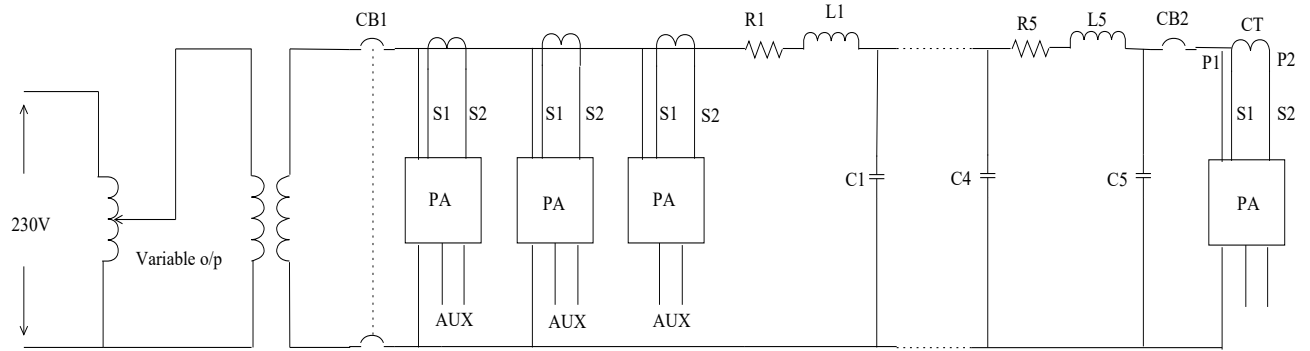 CB1
R1
L1
R5
L5
CB2
CT
P1
P2
S1
S2
S1
S2
S1
S2
S1
S2
PA
PA
PA
C1
C4
C5
PA
230V
Variable o/p
AUX
AUX
AUX